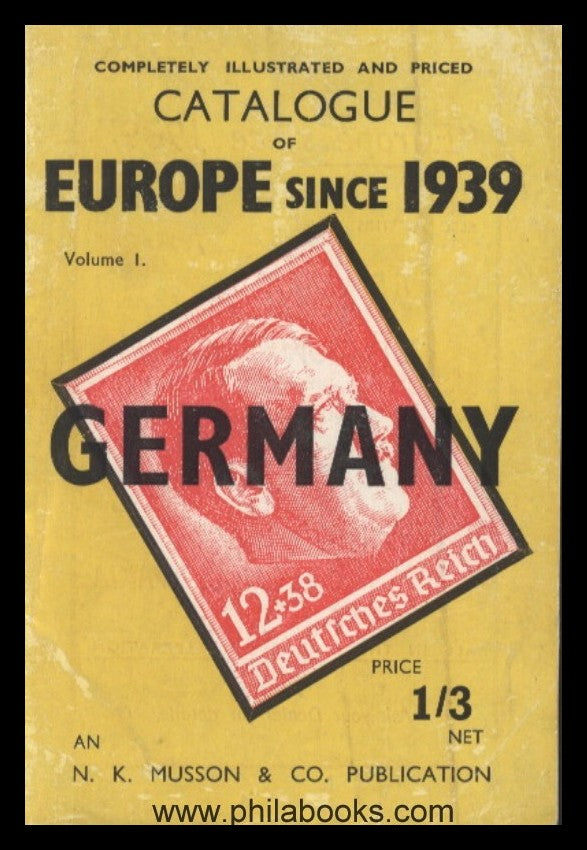 COMPLETELY ILLUSTRATED AND PRICED
CATALOGUE
OF
EUROPE SINCE 1939
Volume 1.
GERMANY
12+38
Deutsches Reich
PRICE
1/3
NET
AN
N. K. MUSSON & CO. PUBLICATION
www.philabooks.com